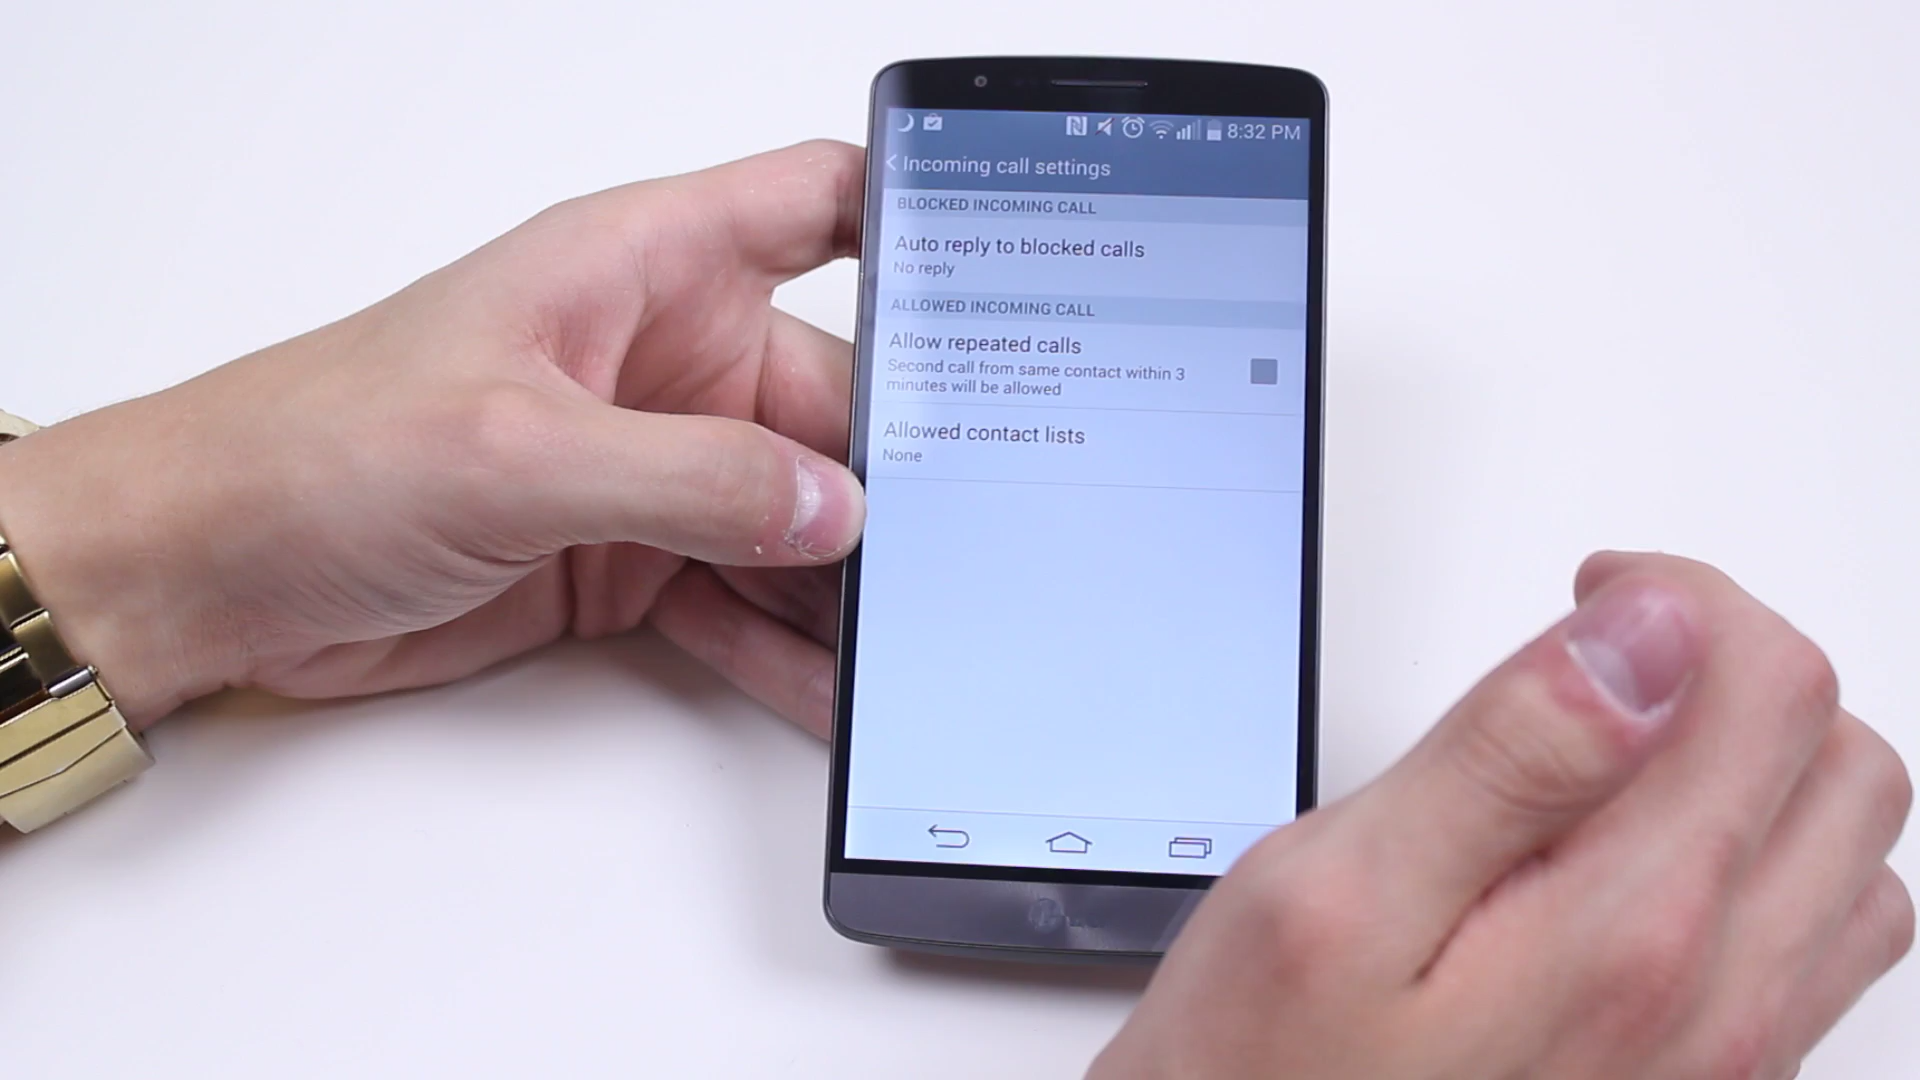 8:32 PM
Incoming call settings
BLOCKED INCOMING CALL
Auto reply to blocked calls
No reply
ALLOWED INCOMING CALL
Allow repeated calls
Second call from same contact within 3
minutes will be allowed
Allowed contact lists
None